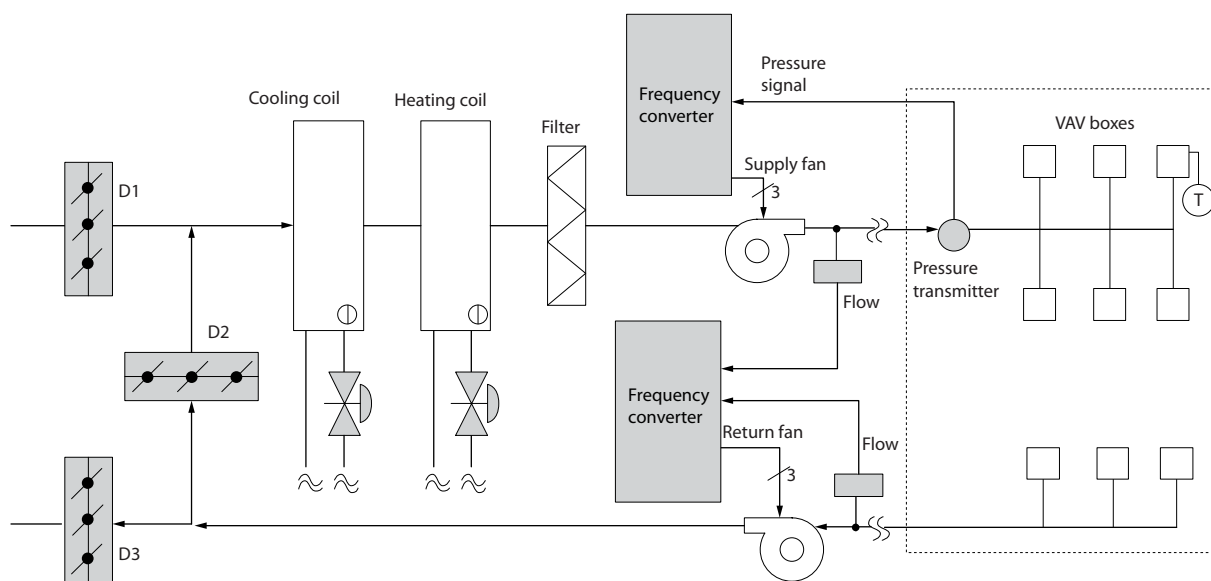 Cooling coil
Heating coil
Filter
Frequency
converter
Pressure
signal
VAV boxes
D1
Supply fan
3
T
Pressure
transmitter
Flow
D2
Frequency
converter
Return fan
3
Flow
D3